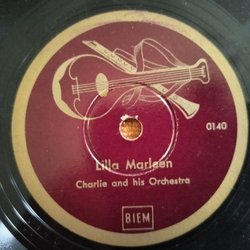 0140
Lilla Marleen
Charlie and his Orchestra
BIEM